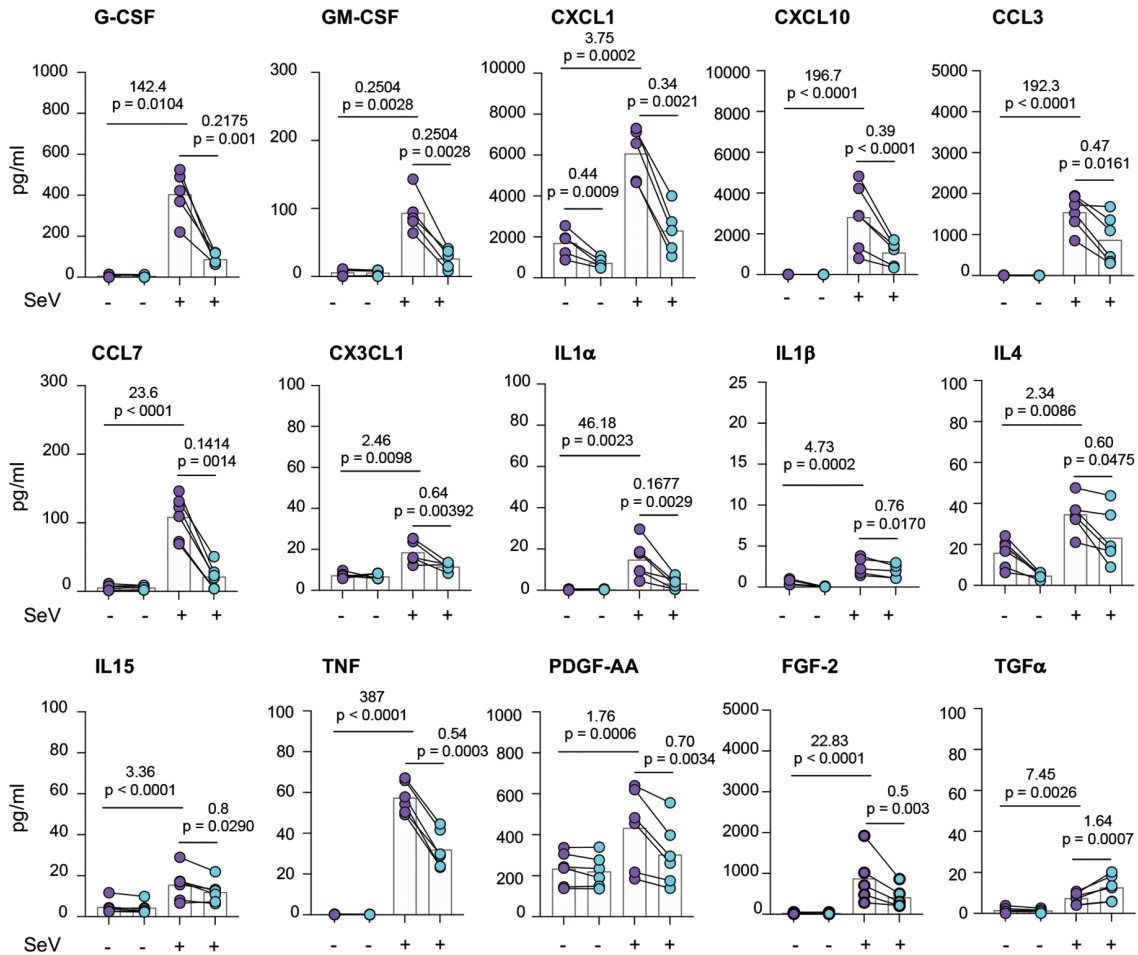 G-CSF
GM-CSF
CXCL1
CXCL10
CCL3
pg/ml
1000
800
600
400
200
0
142.4
p = 0.0104
0.2175
p = 0.001
300
200
100
0
0.2504
p = 0.0028
0.2504
p = 0.0028
10000
8000
6000
4000
2000
0
3.75
p = 0.0002
0.34
p = 0.0021
0.44
p = 0.0009
10000
8000
6000
4000
2000
0
196.7
p < 0.0001
0.39
p < 0.0001
5000
4000
3000
2000
1000
0
192.3
p < 0.0001
0.47
p = 0.0161
SeV - - + + - - + + - - + + - - + + - - + +
CCL7
CX3CL1
IL1α
IL1β
IL4
pg/ml
300
200
100
0
23.6
p < 0001
0.1414
p = 0014
100
80
60
40
20
0
2.46
p = 0.0098
0.64
p = 0.00392
100
80
60
40
20
0
46.18
p = 0.0023
0.1677
p = 0.0029
25
20
15
10
5
0
4.73
p = 0.0002
0.76
p = 0.0170
100
80
60
40
20
0
2.34
p = 0.0086
0.60
p = 0.0475
SeV - - + + - - + + - - + + - - + + - - + +
IL15
TNF
PDGF-AA
FGF-2
TGFα
pg/ml
100
80
60
40
20
0
3.36
p < 0.0001
0.8
p = 0.0290
100
80
60
40
20
0
387
p < 0.0001
0.54
p = 0.0003
1000
800
600
400
200
0
1.76
p = 0.0006
0.70
p = 0.0034
5000
4000
3000
2000
1000
0
22.83
p < 0.0001
0.5
p = 0.003
100
80
60
40
20
0
7.45
p = 0.0026
1.64
p = 0.0007
SeV - - + + - - + + - - + + - - + + - - + +